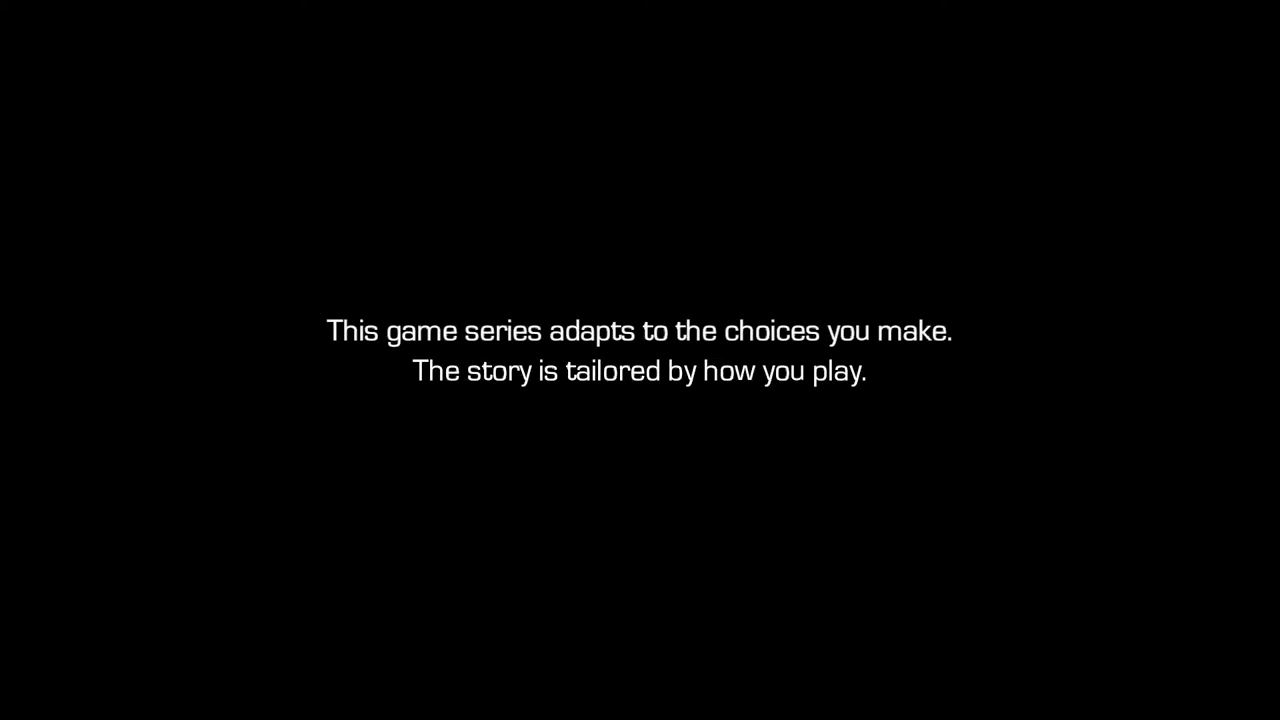 This game series adapts to the choices you make.
The story is tailored by how you play.